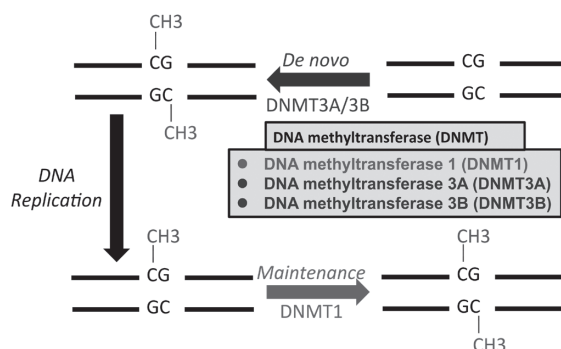 CH3
CG
De novo
CG
GC
DNMT3A/3B
GC
CH3
DNA methyltransferase (DNMT)
DNA methyltransferase 1 (DNMT1)
DNA methyltransferase 3A (DNMT3A)
DNA methyltransferase 3B (DNMT3B)
DNA
Replication
CH3
CG
Maintenance
CH3
CG
GC
DNMT1
GC
CH3